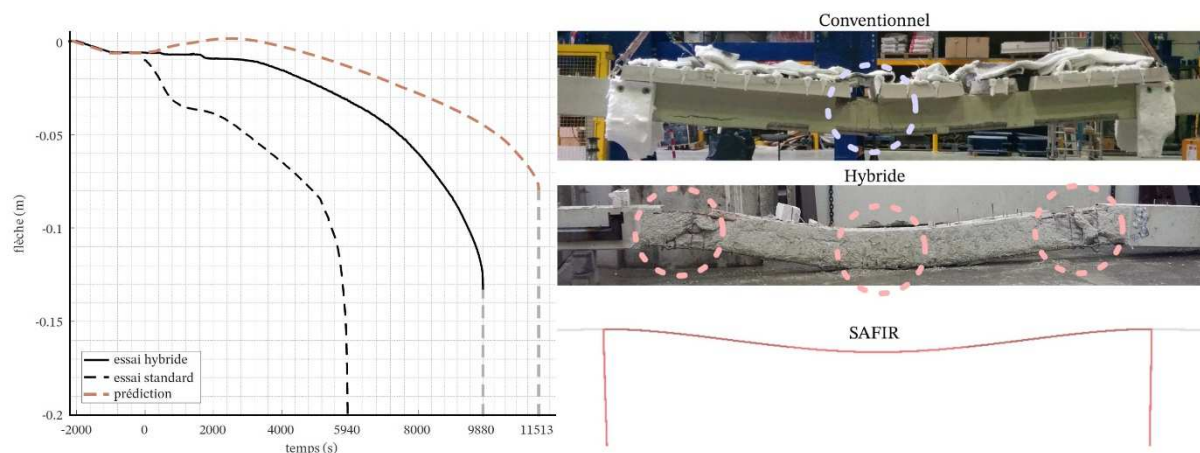 0
-0.05
-0.1
-0.15
-0.2
flèche (m)
essai hybride
essai standard
prédiction
-2000 0 2000 4000 5940 8000 9880 11513
temps (s)
Conventionnel
Hybride
SAFIR